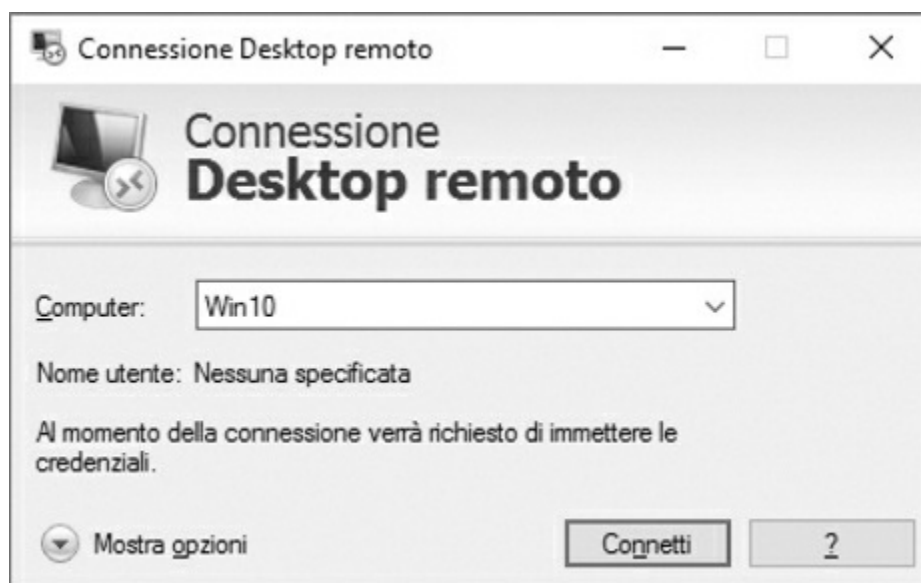 Connessione Desktop remoto
Connessione
Desktop remoto
Computer: Win10
Nome utente: Nessuna specificata
Al momento della connessione verrà richiesto di immettere le
credenziali.
Mostra opzioni Connetti ?